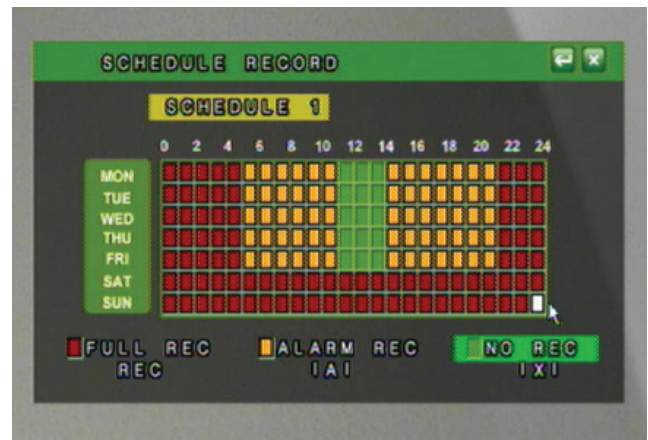 SCHEDULE RECORD
SCHEDULE 1
0 2 4 6 8 10 12 14 16 18 20 22 24
MON
TUE
WED
THU
FRI
SAT
SUN
FULL REC ALARM REC NO REC
REC |A| |X|